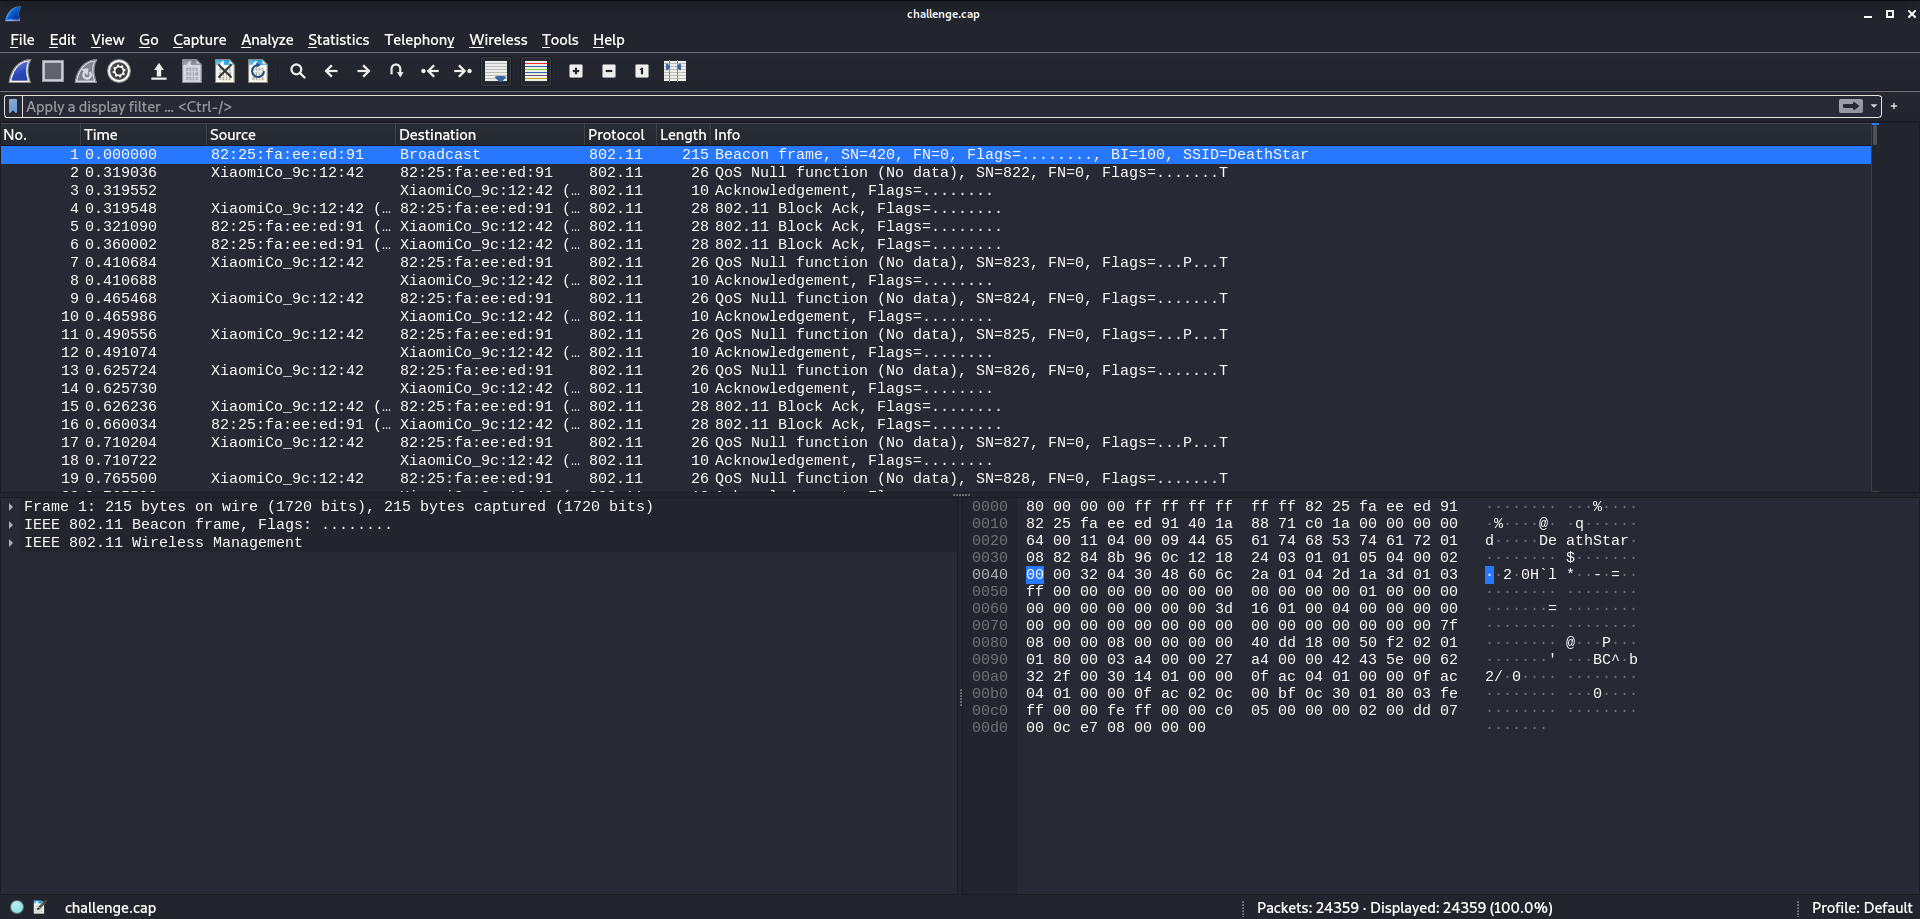 challenge.cap
File Edit View Go Capture Analyze Statistics Telephony Wireless Tools Help
Apply a display filter … <Ctrl-/>
No. Time Source Destination Protocol Length Info
1 0.000000 82:25:fa:ee:ed:91 Broadcast 802.11 215 Beacon frame, SN=420, FN=0, Flags=........, BI=100, SSID=DeathStar
2 0.319036 XiaomiCo_9c:12:42 82:25:fa:ee:ed:91 802.11 26 QoS Null function (No data), SN=822, FN=0, Flags=.......T
3 0.319552 XiaomiCo_9c:12:42 (… 802.11 10 Acknowledgement, Flags=........
4 0.319548 XiaomiCo_9c:12:42 (… 82:25:fa:ee:ed:91 (… 802.11 28 802.11 Block Ack, Flags=........
5 0.321090 82:25:fa:ee:ed:91 (… XiaomiCo_9c:12:42 (… 802.11 28 802.11 Block Ack, Flags=........
6 0.360002 82:25:fa:ee:ed:91 (… XiaomiCo_9c:12:42 (… 802.11 28 802.11 Block Ack, Flags=........
7 0.410684 XiaomiCo_9c:12:42 82:25:fa:ee:ed:91 802.11 26 QoS Null function (No data), SN=823, FN=0, Flags=...P...T
8 0.410688 XiaomiCo_9c:12:42 (… 802.11 10 Acknowledgement, Flags=........
9 0.465468 XiaomiCo_9c:12:42 82:25:fa:ee:ed:91 802.11 26 QoS Null function (No data), SN=824, FN=0, Flags=.......T
10 0.465986 XiaomiCo_9c:12:42 (… 802.11 10 Acknowledgement, Flags=........
11 0.490556 XiaomiCo_9c:12:42 82:25:fa:ee:ed:91 802.11 26 QoS Null function (No data), SN=825, FN=0, Flags=...P...T
12 0.491074 XiaomiCo_9c:12:42 (… 802.11 10 Acknowledgement, Flags=........
13 0.625724 XiaomiCo_9c:12:42 82:25:fa:ee:ed:91 802.11 26 QoS Null function (No data), SN=826, FN=0, Flags=.......T
14 0.625730 XiaomiCo_9c:12:42 (… 802.11 10 Acknowledgement, Flags=........
15 0.626236 XiaomiCo_9c:12:42 (… 82:25:fa:ee:ed:91 (… 802.11 28 802.11 Block Ack, Flags=........
16 0.660034 82:25:fa:ee:ed:91 (… XiaomiCo_9c:12:42 (… 802.11 28 802.11 Block Ack, Flags=........
17 0.710204 XiaomiCo_9c:12:42 82:25:fa:ee:ed:91 802.11 26 QoS Null function (No data), SN=827, FN=0, Flags=...P...T
18 0.710722 XiaomiCo_9c:12:42 (… 802.11 10 Acknowledgement, Flags=........
19 0.765500 XiaomiCo_9c:12:42 82:25:fa:ee:ed:91 802.11 26 QoS Null function (No data), SN=828, FN=0, Flags=.......T
Frame 1: 215 bytes on wire (1720 bits), 215 bytes captured (1720 bits)
IEEE 802.11 Beacon frame, Flags: ........
IEEE 802.11 Wireless Management
0000 80 00 00 00 ff ff ff ff ff ff 82 25 fa ee ed 91 ········ ···%····
0010 82 25 fa ee ed 91 40 1a 88 71 c0 1a 00 00 00 00 ·%····@· ·q······
0020 64 00 11 04 00 09 44 65 61 74 68 53 74 61 72 01 d·····De athStar·
0030 08 82 84 8b 96 0c 12 18 24 03 01 01 05 04 00 02 ········ $·······
0040 00 00 32 04 30 48 60 6c 2a 01 04 2d 1a 3d 01 03 ··2·0H`l *··-·=··
0050 ff 00 00 00 00 00 00 00 00 00 00 00 01 00 00 00 ········ ········
0060 00 00 00 00 00 00 00 3d 16 01 00 04 00 00 00 00 ·······= ········
0070 00 00 00 00 00 00 00 00 00 00 00 00 00 00 00 7f ········ ········
0080 08 00 00 08 00 00 00 00 40 dd 18 00 50 f2 02 01 ········ @···P···
0090 01 80 00 03 a4 00 00 27 a4 00 00 42 43 5e 00 62 ·······' ···BC^·b
00a0 32 2f 00 30 14 01 00 00 0f ac 04 01 00 00 0f ac 2/·0···· ········
00b0 04 01 00 00 0f ac 02 0c 00 bf 0c 30 01 80 03 fe ········ ···0····
00c0 ff 00 00 fe ff 00 00 c0 05 00 00 00 02 00 dd 07 ········ ········
00d0 00 0c e7 08 00 00 00 ·······
challenge.cap Packets: 24359 · Displayed: 24359 (100.0%) Profile: Default